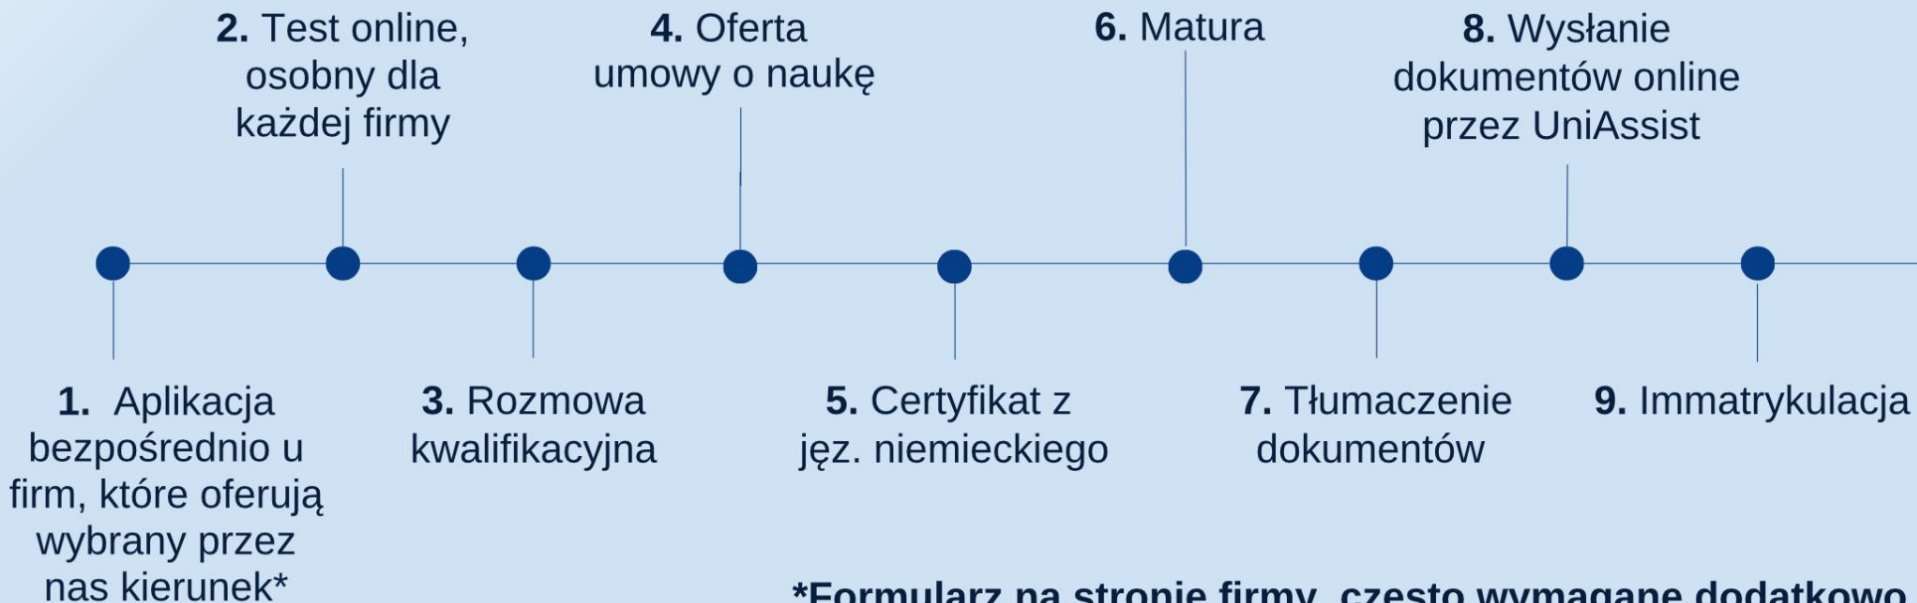 1. Aplikacja
bezpośrednio u
firm, które oferują
wybrany przez
nas kierunek*
2. Test online,
osobny dla
każdej firmy
3. Rozmowa
kwalifikacyjna
4. Oferta
umowy o naukę
5. Certyfikat z
jęz. niemieckiego
6. Matura
7. Tłumaczenie
dokumentów
8. Wysłanie
dokumentów online
przez UniAssist
9. Immatrykulacja
*Formularz na stronie firmy, często wymagane dodatkowo